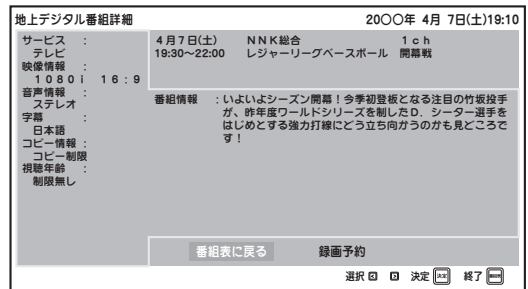 地上デジタル番組詳細
20〇〇年 4月 7日(土)19:10
サービス :
テレビ
映像情報 :
1080i 16:9
音声情報 :
ステレオ
字幕 :
日本語
コピー情報 :
コピー制限
視聴年齢 :
制限無し
4月7日(土) NNK総合 1ch
19:30~22:00 レジャーリーグベースボール 開幕戦
番組情報 :いよいよシーズン開幕！今季初登板となる注目の竹坂投手
が、昨年度ワールドシリーズを制したD．シーター選手を
はじめとする強力打線にどう立ち向かうのかも見どころで
す！
番組表に戻る 録画予約
選択 決定 決定 終了